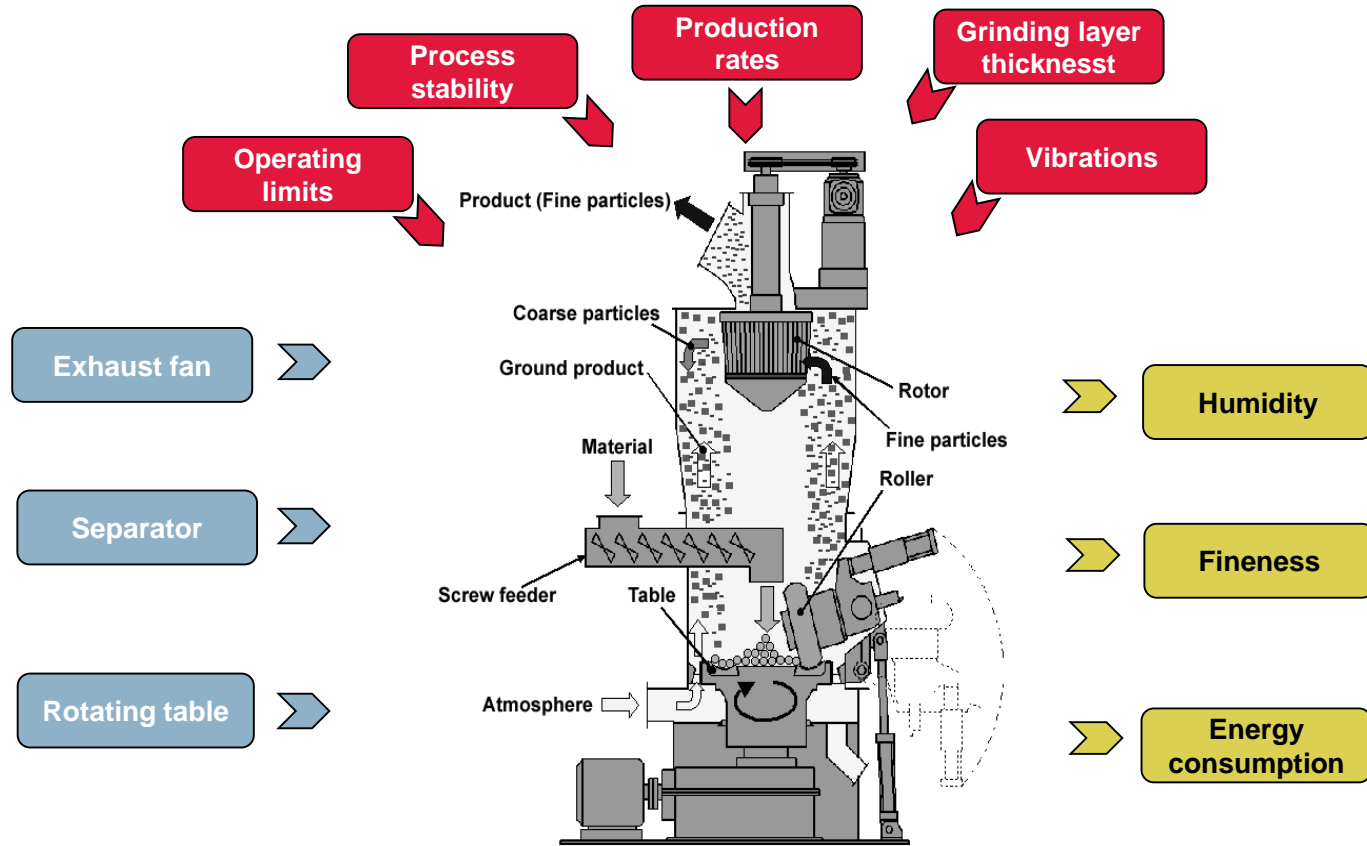 Production
rates
Grinding layer
thicknesst
Process
stability
Operating
limits
Vibrations
Product (Fine particles)
Coarse particles
Ground product
Exhaust fan
Rotor
Humidity
Fine particles
Material
Roller
Separator
Fineness
Screw feeder
Table
Rotating table
Atmosphere
Energy
consumption